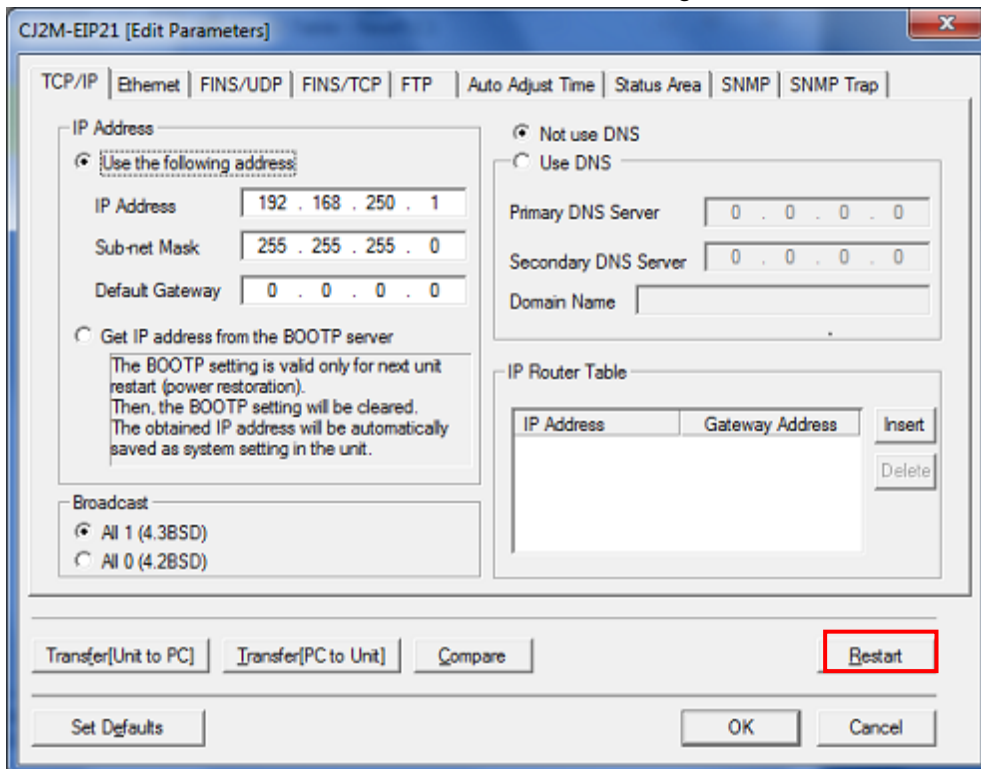 CJ2M-EIP21 [Edit Parameters]
TCP/IP Ethernet FINS/UDP FINS/TCP FTP Auto Adjust Time Status Area SNMP SNMP Trap
IP Address
Use the following address
IP Address 192 . 168 . 250 . 1
Sub-net Mask 255 . 255 . 255 . 0
Default Gateway 0 . 0 . 0 . 0
Get IP address from the BOOTP server
The BOOTP setting is valid only for next unit
restart (power restoration).
Then, the BOOTP setting will be cleared.
The obtained IP address will be automatically
saved as system setting in the unit.
Broadcast
All 1 (4.3BSD)
All 0 (4.2BSD)
Not use DNS
Use DNS
Primary DNS Server 0 . 0 . 0 . 0
Secondary DNS Server 0 . 0 . 0 . 0
Domain Name
IP Router Table
IP Address Gateway Address
Insert
Delete
Transfer[Unit to PC] Transfer[PC to Unit] Compare Restart
Set Defaults OK Cancel